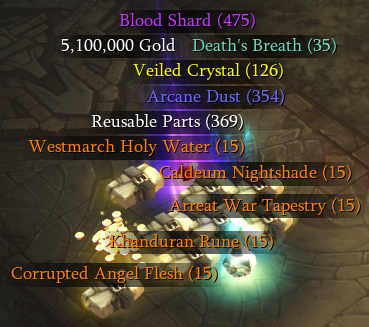 Blood Shard (475)
5,100,000 Gold Death's Breath (35)
Veiled Crystal (126)
Arcane Dust (354)
Reusable Parts (369)
Westmarch Holy Water (15)
Caldeum Nightshade (15)
Arreat War Tapestry (15)
Khanduran Rune (15)
Corrupted Angel Flesh (15)